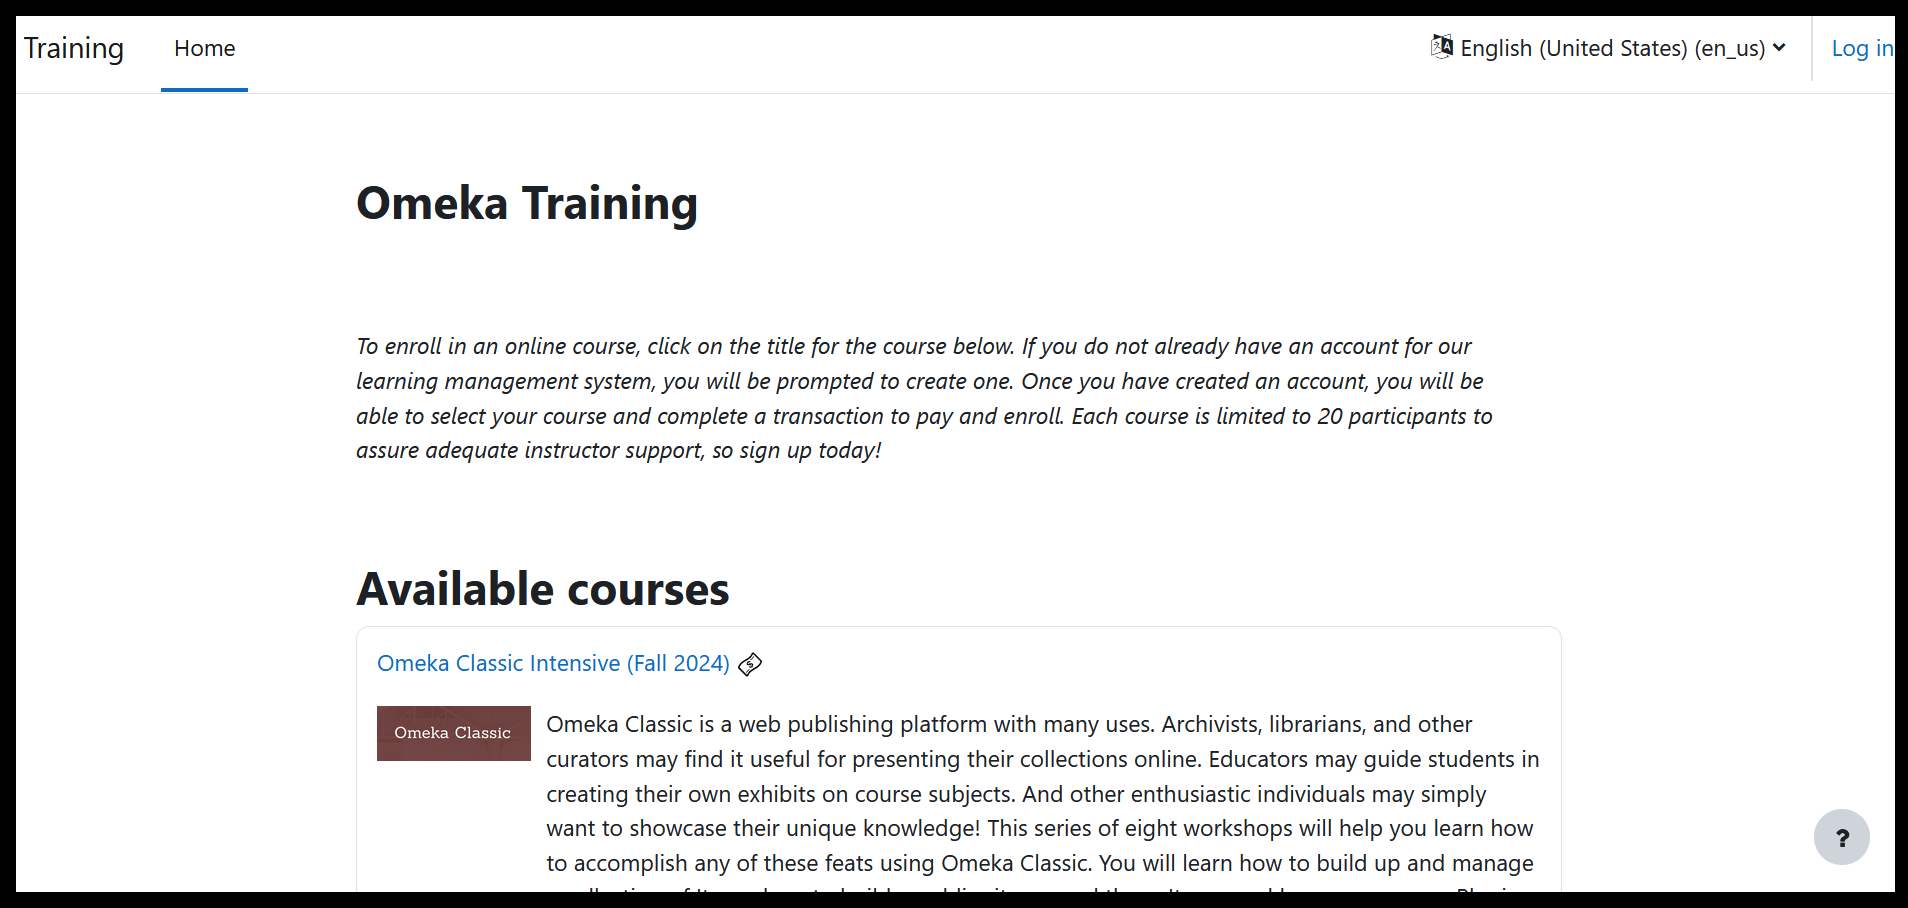 Training
Home
English (United States) (en_us)
Log in
Omeka Training
To enroll in an online course, click on the title for the course below. If you do not already have an account for our
learning management system, you will be prompted to create one. Once you have created an account, you will be
able to select your course and complete a transaction to pay and enroll. Each course is limited to 20 participants to
assure adequate instructor support, so sign up today!
Available courses
Omeka Classic Intensive (Fall 2024)
Omeka Classic
Omeka Classic is a web publishing platform with many uses. Archivists, librarians, and other
curators may find it useful for presenting their collections online. Educators may guide students in
creating their own exhibits on course subjects. And other enthusiastic individuals may simply
want to showcase their unique knowledge! This series of eight workshops will help you learn how
to accomplish any of these feats using Omeka Classic. You will learn how to build up and manage
?